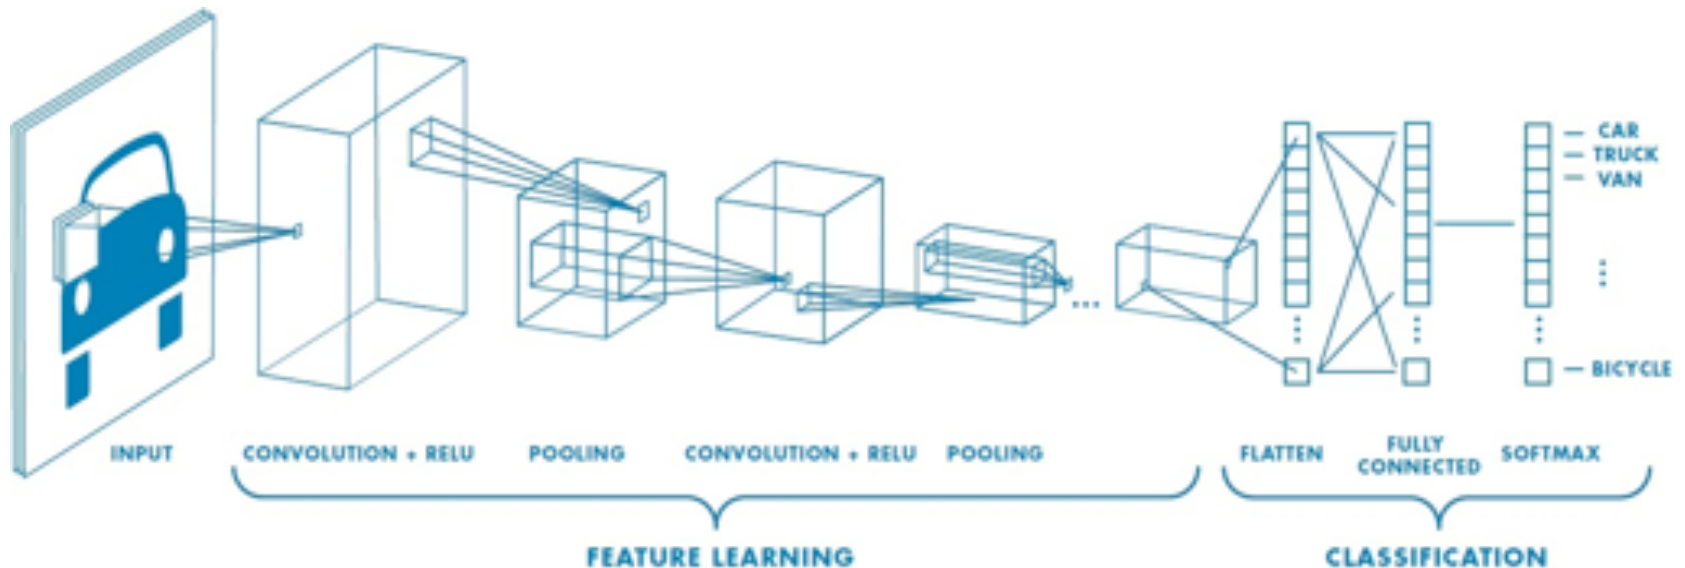 CAR
TRUCK
VAN
BICYCLE
INPUT
CONVOLUTION + RELU
POOLING
CONVOLUTION + RELU
POOLING
FLATTEN
FULLY
CONNECTED
SOFTMAX
FEATURE LEARNING
CLASSIFICATION